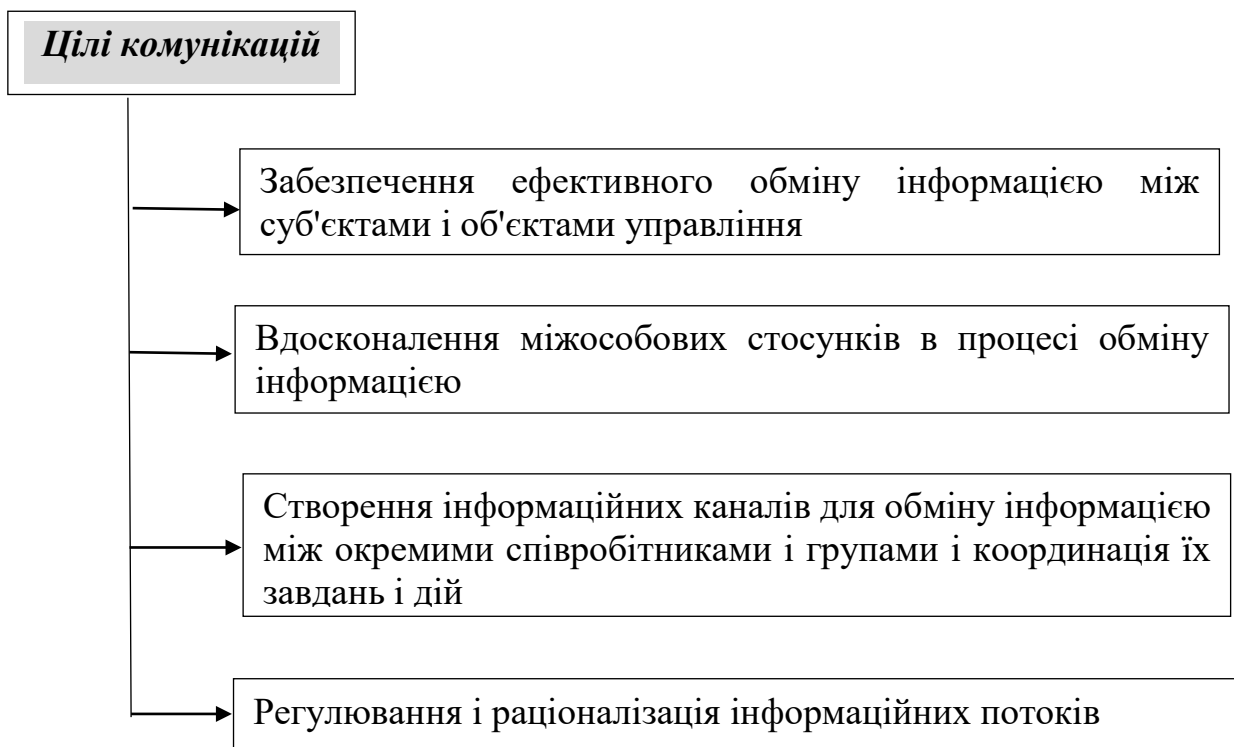 Цілі комунікацій
Забезпечення ефективного обміну інформацією між
суб'єктами і об'єктами управління
Вдосконалення міжособових стосунків в процесі обміну
інформацією
Створення інформаційних каналів для обміну інформацією
між окремими співробітниками і групами і координація їх
завдань і дій
Регулювання і раціоналізація інформаційних потоків